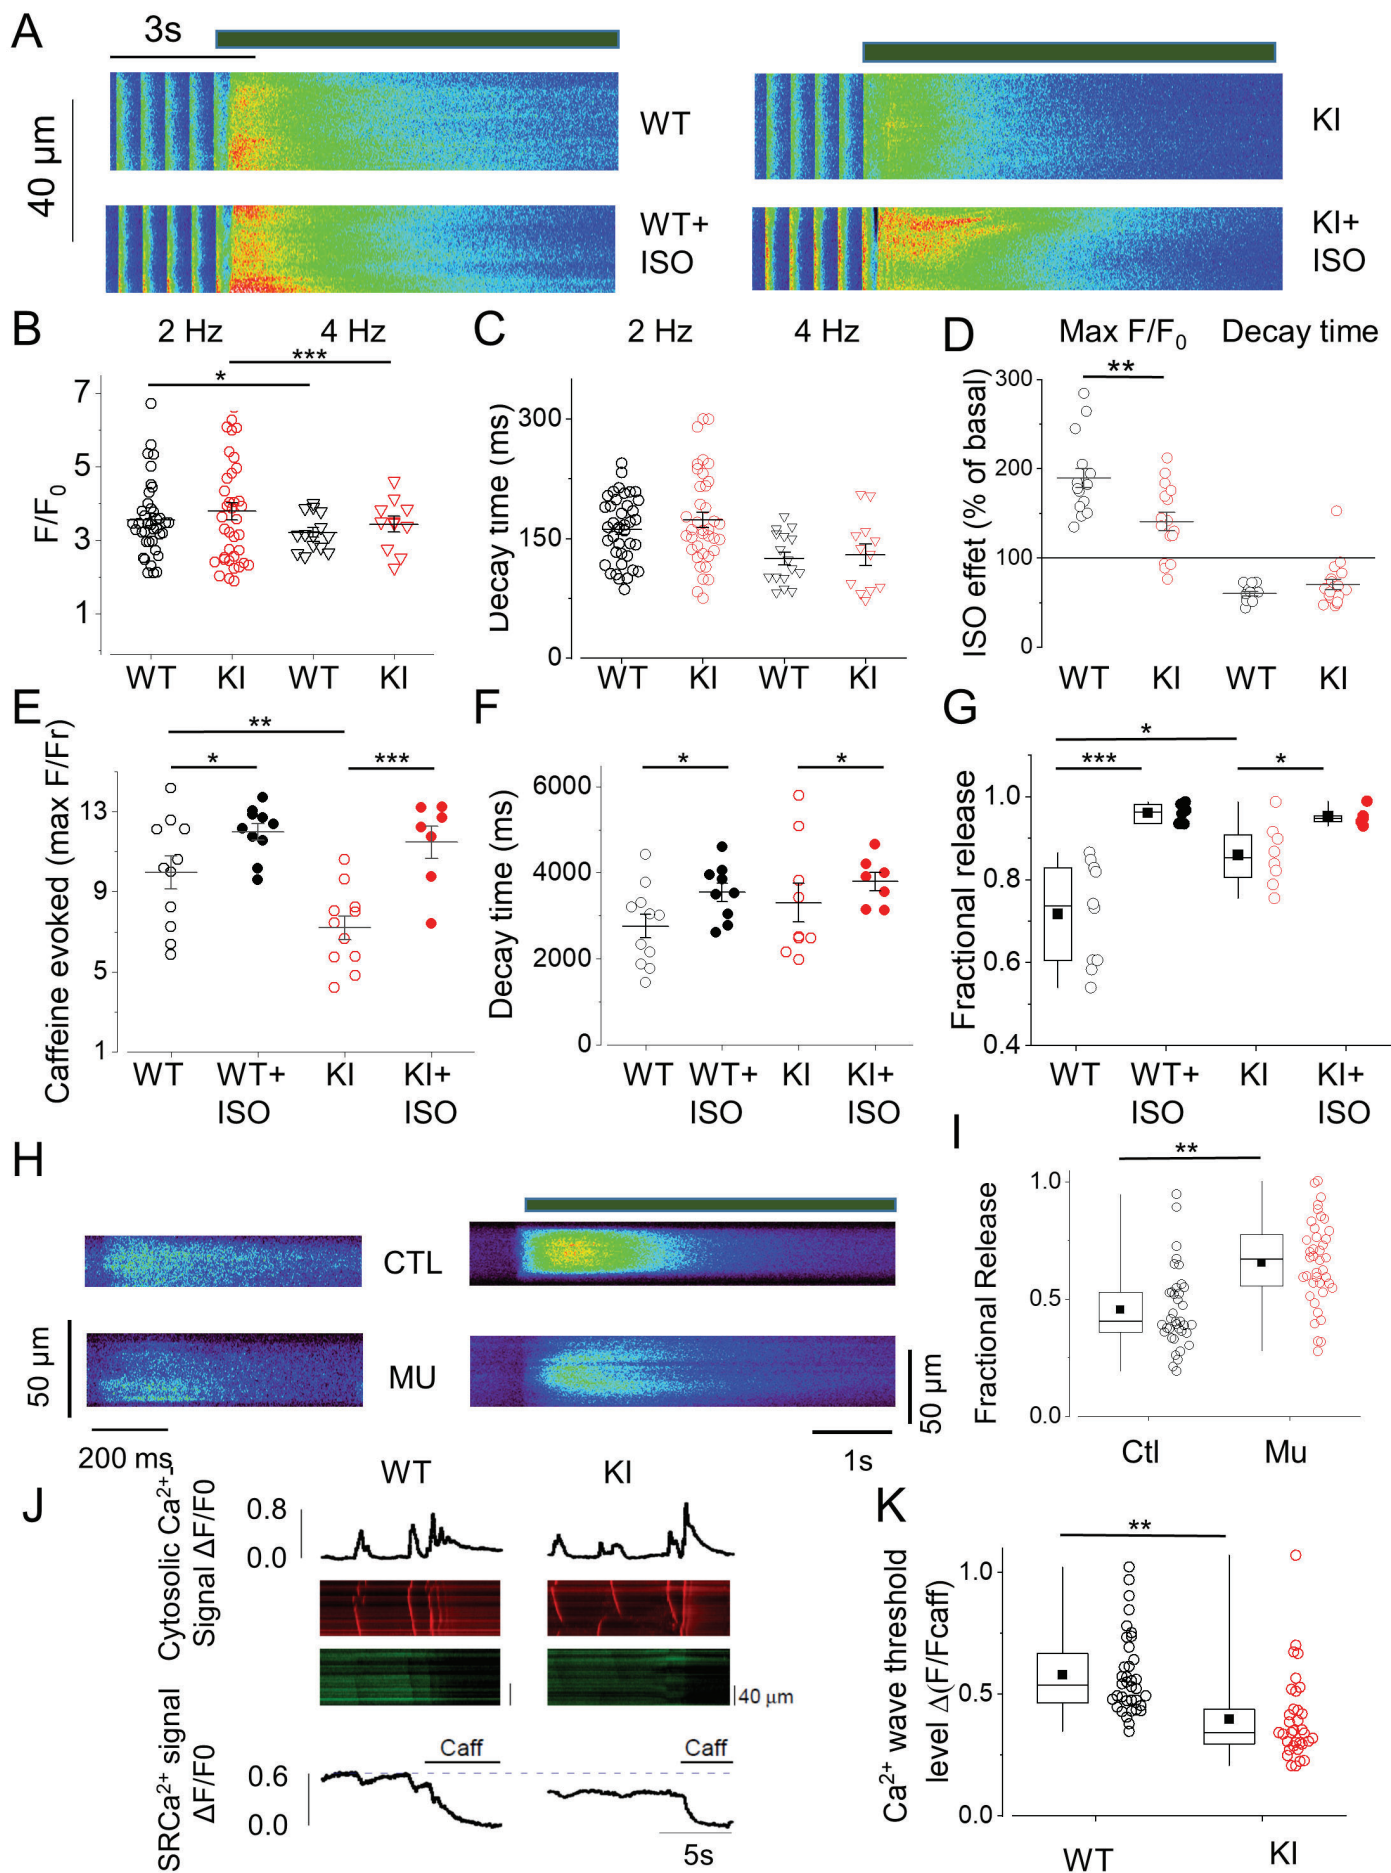 A
3s
40 µm
WT
KI
WT+
ISO
KI+
ISO
B
2 Hz
4 Hz
***
*
F/F0
7
5
3
1
WT
KI
WT
KI
C
2 Hz
4 Hz
Decay time (ms)
300
150
0
WT
KI
WT
KI
D
Max F/F0
Decay time
**
ISO effet (% of basal)
300
200
100
0
WT
KI
WT
KI
E
**
*
***
Caffeine evoked (max F/Fr)
13
9
5
1
WT
WT+
ISO
KI
KI+
ISO
F
*
*
Decay time (ms)
6000
4000
2000
0
WT
WT+
ISO
KI
KI+
ISO
G
*
***
*
Fractional release
1.0
0.8
0.6
0.4
WT
WT+
ISO
KI
KI+
ISO
H
CTL
MU
50 µm
50 µm
200 ms
1s
I
**
Fractional Release
1.0
0.5
0.0
Ctl
Mu
J
WT
KI
Cytosolic Ca2+-
Signal ΔF/F0
0.8
0.0
40 µm
SRCa2+ signal
ΔF/F0
Caff
Caff
0.6
0.0
5s
K
**
Ca2+ wave threshold
level Δ(F/Fcaff
1.0
0.5
0.0
WT
KI